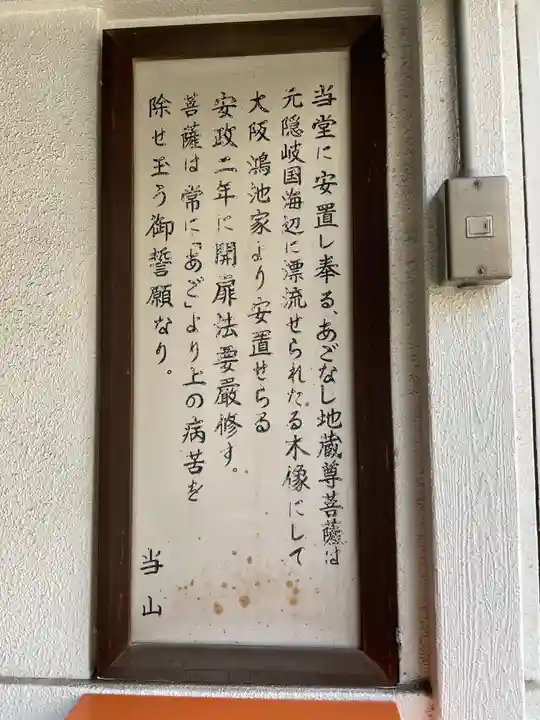 当堂に安置し奉る、あごなし地蔵尊菩薩は
元隠岐国海辺に漂流せられたる木像にして
大阪鴻池家より安置せらる
安政二年に開扉法要厳修す。
菩薩は常に「あご」より上の病苦を
除せ玉う御誓願なり。
当山